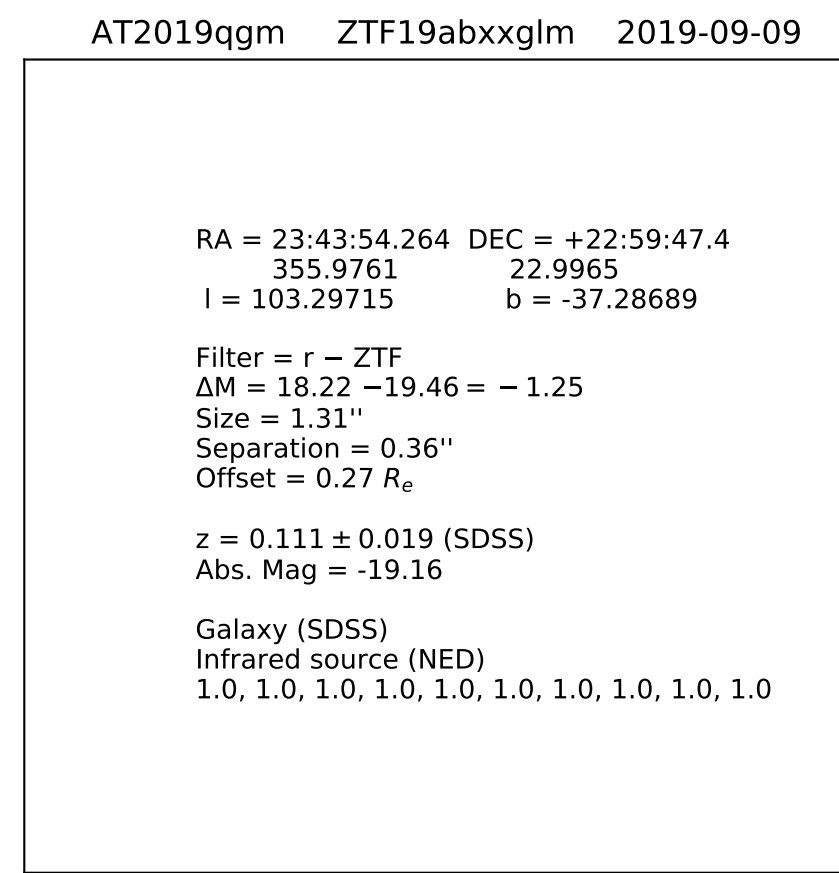 AT2019qgm ZTF19abxxglm 2019-09-09
RA = 23:43:54.264 DEC = +22:59:47.4
355.9761 22.9965
l = 103.29715 b = -37.28689
Filter = r − ZTF
ΔM = 18.22 −19.46 = − 1.25
Size = 1.31''
Separation = 0.36''
Offset = 0.27 Re
z = 0.111 ± 0.019 (SDSS)
Abs. Mag = -19.16
Galaxy (SDSS)
Infrared source (NED)
1.0, 1.0, 1.0, 1.0, 1.0, 1.0, 1.0, 1.0, 1.0, 1.0